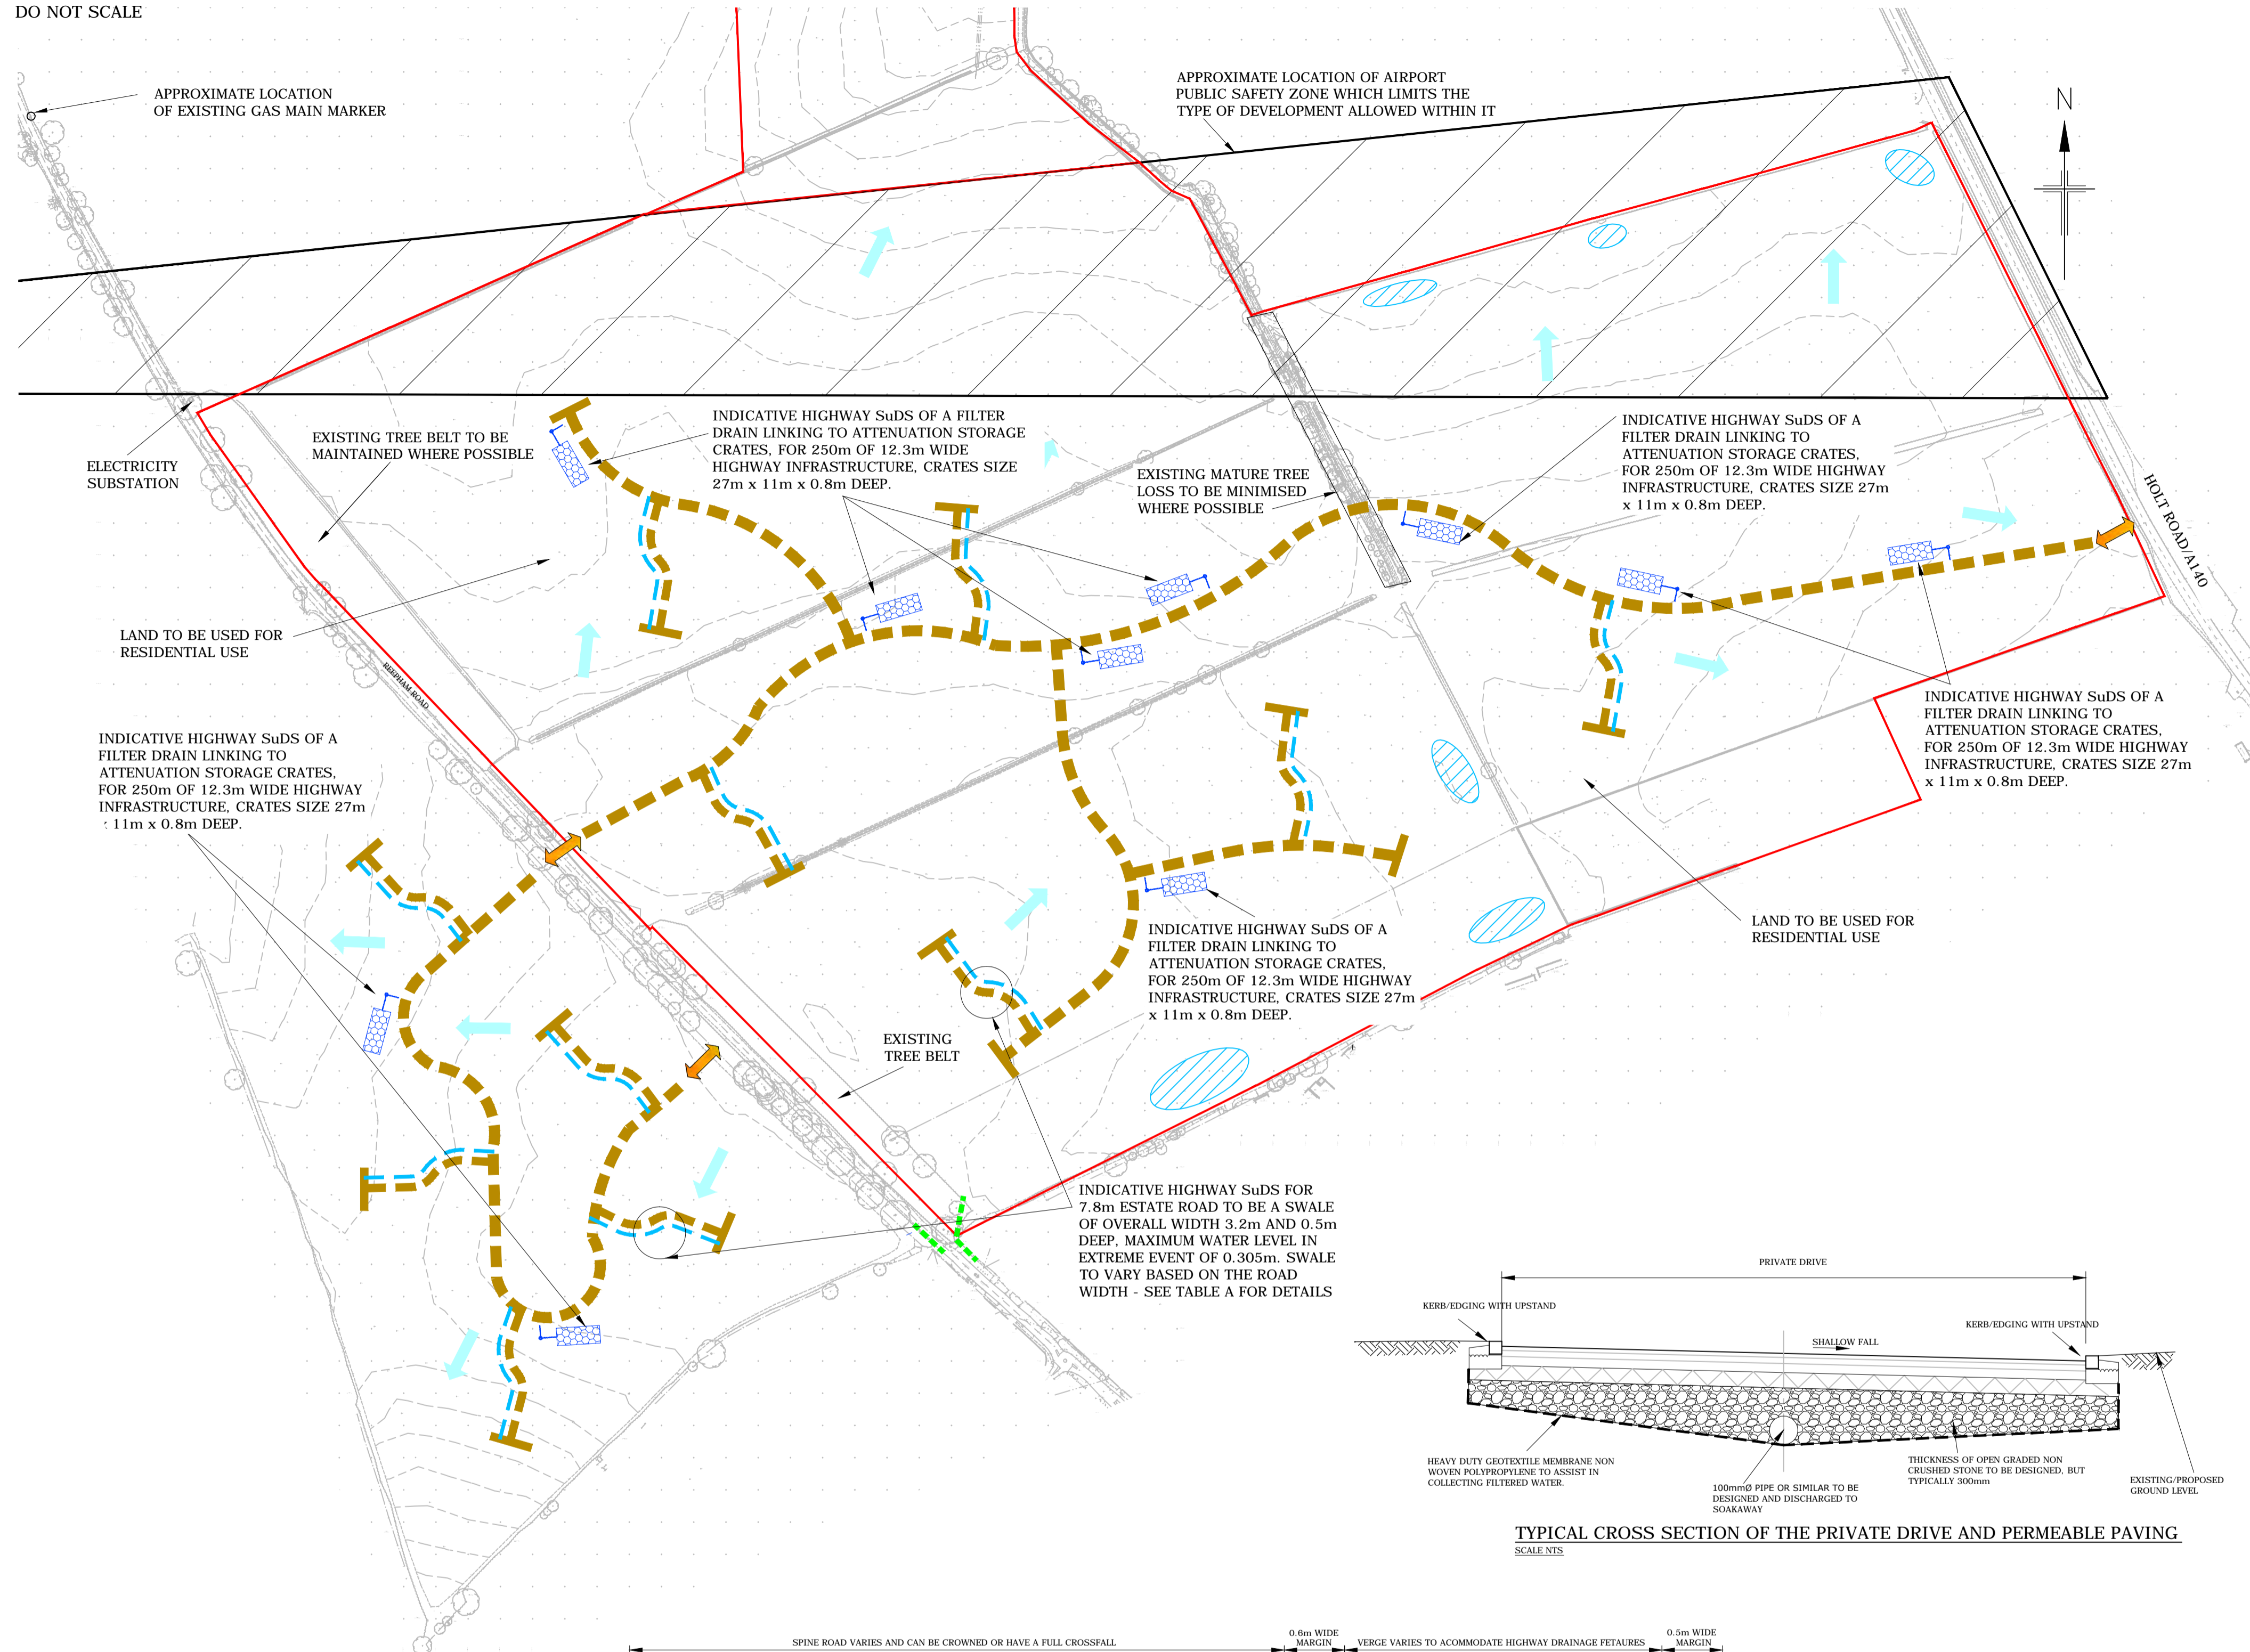 DO NOT SCALE
APPROXIMATE LOCATION
OF EXISTING GAS MAIN MARKER
APPROXIMATE LOCATION OF AIRPORT
PUBLIC SAFETY ZONE WHICH LIMITS THE
TYPE OF DEVELOPMENT ALLOWED WITHIN IT
N
ELECTRICITY
SUBSTATION
EXISTING TREE BELT TO BE
MAINTAINED WHERE POSSIBLE
INDICATIVE HIGHWAY SuDS OF A FILTER
DRAIN LINKING TO ATTENUATION STORAGE
CRATES, FOR 250m OF 12.3m WIDE
HIGHWAY INFRASTRUCTURE, CRATES SIZE
27m x 11m x 0.8m DEEP.
EXISTING MATURE TREE
LOSS TO BE MINIMISED
WHERE POSSIBLE
INDICATIVE HIGHWAY SuDS OF A
FILTER DRAIN LINKING TO
ATTENUATION STORAGE CRATES,
FOR 250m OF 12.3m WIDE HIGHWAY
INFRASTRUCTURE, CRATES SIZE 27m
x 11m x 0.8m DEEP.
HOLT ROAD/A140
LAND TO BE USED FOR
RESIDENTIAL USE
REEPHAM ROAD
INDICATIVE HIGHWAY SuDS OF A
FILTER DRAIN LINKING TO
ATTENUATION STORAGE CRATES,
FOR 250m OF 12.3m WIDE HIGHWAY
INFRASTRUCTURE, CRATES SIZE 27m
x 11m x 0.8m DEEP.
INDICATIVE HIGHWAY SuDS OF A
FILTER DRAIN LINKING TO
ATTENUATION STORAGE CRATES,
FOR 250m OF 12.3m WIDE HIGHWAY
INFRASTRUCTURE, CRATES SIZE 27m
11m x 0.8m DEEP.
LAND TO BE USED FOR
RESIDENTIAL USE
INDICATIVE HIGHWAY SuDS OF A
FILTER DRAIN LINKING TO
ATTENUATION STORAGE CRATES,
FOR 250m OF 12.3m WIDE HIGHWAY
INFRASTRUCTURE, CRATES SIZE 27m
x 11m x 0.8m DEEP.
EXISTING
TREE BELT
INDICATIVE HIGHWAY SuDS FOR
7.8m ESTATE ROAD TO BE A SWALE
OF OVERALL WIDTH 3.2m AND 0.5m
DEEP, MAXIMUM WATER LEVEL IN
EXTREME EVENT OF 0.305m. SWALE
TO VARY BASED ON THE ROAD
WIDTH - SEE TABLE A FOR DETAILS
PRIVATE DRIVE
KERB/EDGING WITH UPSTAND
KERB/EDGING WITH UPSTAND
SHALLOW FALL
HEAVY DUTY GEOTEXTILE MEMBRANE NON
WOVEN POLYPROPYLENE TO ASSIST IN
COLLECTING FILTERED WATER.
100mmØ PIPE OR SIMILAR TO BE
DESIGNED AND DISCHARGED TO
SOAKAWAY
THICKNESS OF OPEN GRADED NON
CRUSHED STONE TO BE DESIGNED, BUT
TYPICALLY 300mm
EXISTING/PROPOSED
GROUND LEVEL
TYPICAL CROSS SECTION OF THE PRIVATE DRIVE AND PERMEABLE PAVING
SCALE NTS
SPINE ROAD VARIES AND CAN BE CROWNED OR HAVE A FULL CROSSFALL
0.6m WIDE
MARGIN
VERGE VARIES TO ACOMMODATE HIGHWAY DRAINAGE FETAURES
0.5m WIDE
MARGIN